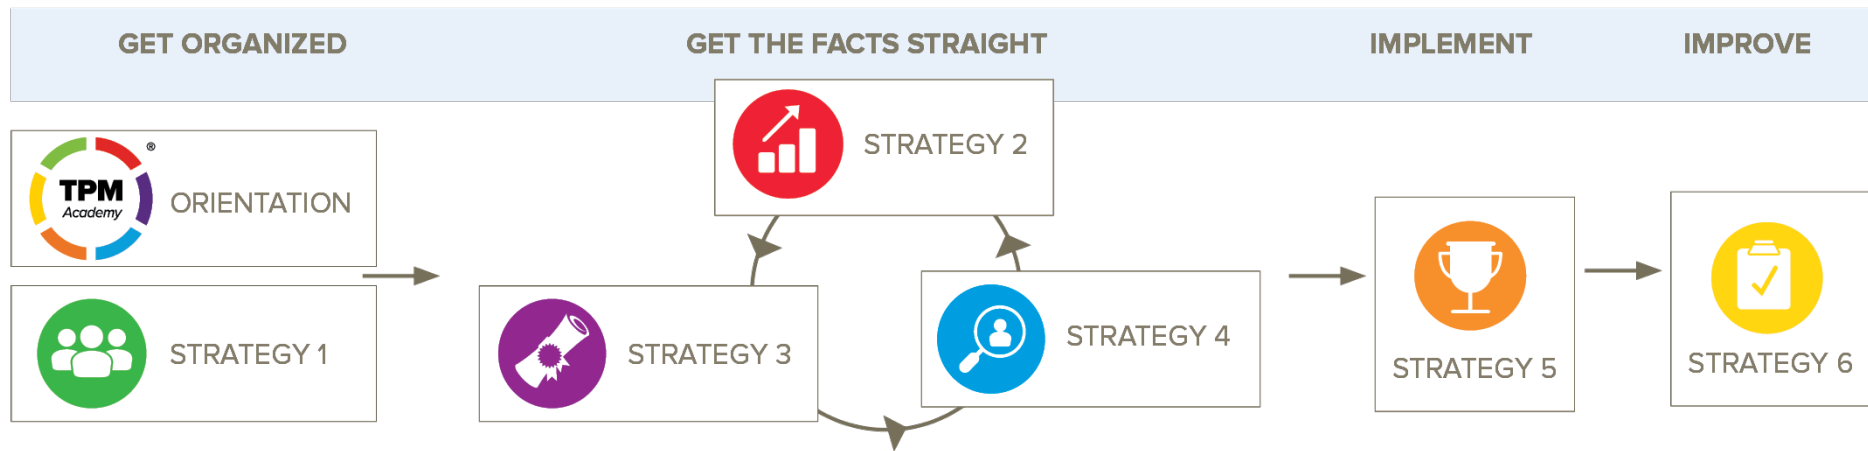 GET ORGANIZED
GET THE FACTS STRAIGHT
IMPLEMENT
IMPROVE
TPM
Academy
®
ORIENTATION
STRATEGY 1
STRATEGY 2
STRATEGY 3
STRATEGY 4
STRATEGY 5
STRATEGY 6